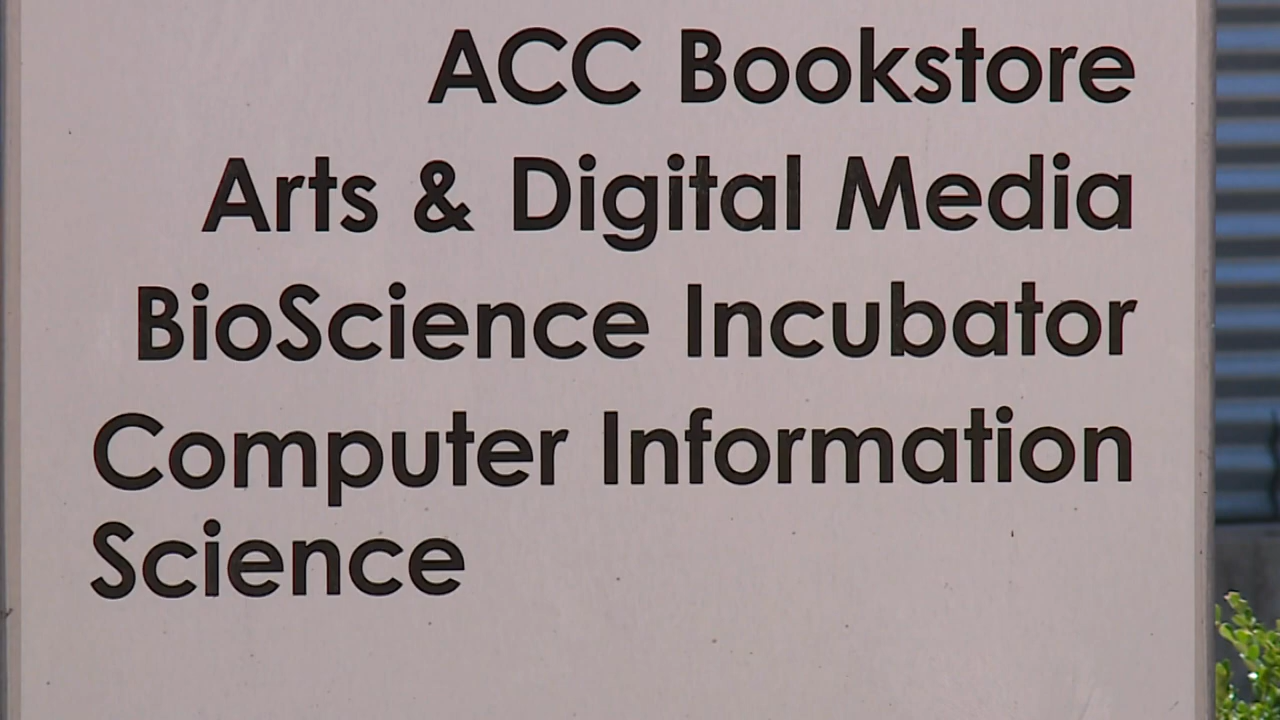 ACC Bookstore
Arts & Digital Media
BioScience Incubator
Computer Information
Science